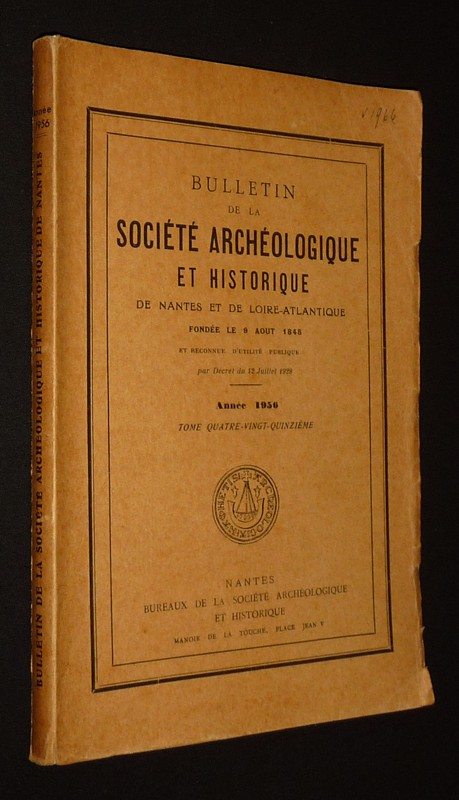 année
1956
BULLETIN DE LA SOCIÉTÉ ARCHÉOLOGIQUE ET HISTORIQUE DE NANTES
BULLETIN
DE LA
SOCIÉTÉ ARCHÉOLOGIQUE
ET HISTORIQUE
DE NANTES ET DE LOIRE-ATLANTIQUE
FONDÉE LE 9 AOUT 1845
ET RECONNUE D'UTILITÉ PUBLIQUE
par Décret du 12 Juillet 1929
Année 1956
TOME QUATRE-VINGT-QUINZIÈME
NANTES
BUREAUX DE LA SOCIÉTÉ ARCHÉOLOGIQUE
ET HISTORIQUE
MANOIR DE LA TOUCHE, PLACE JEAN V